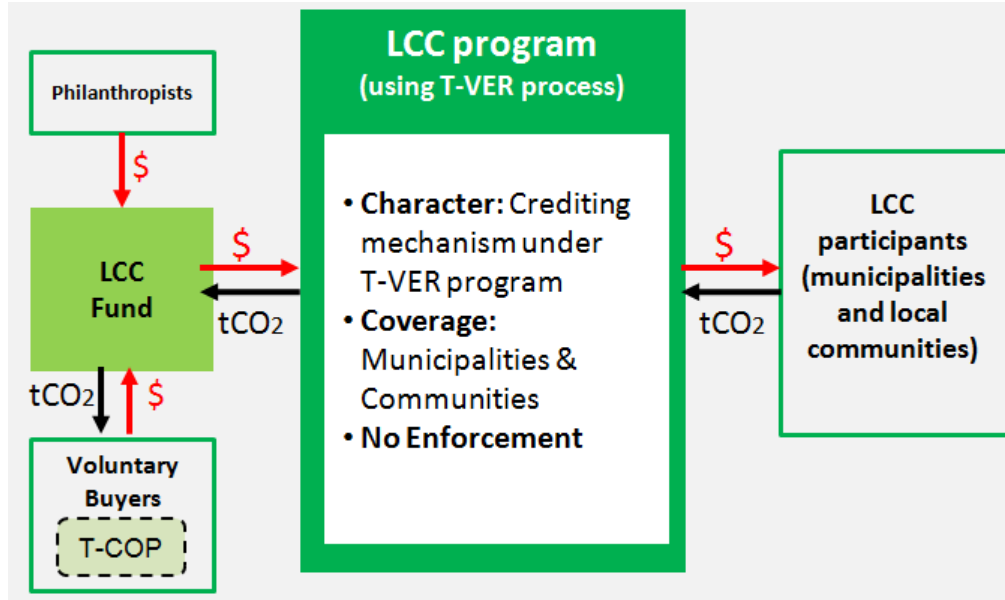 LCC program
(using T-VER process)
Philanthropists
$
LCC
Fund
$
tCO2
tCO2
$
Voluntary
Buyers
T-COP
• Character: Crediting
mechanism under
T-VER program
• Coverage:
Municipalities &
Communities
• No Enforcement
$
tCO2
LCC
participants
(municipalities
and local
communities)